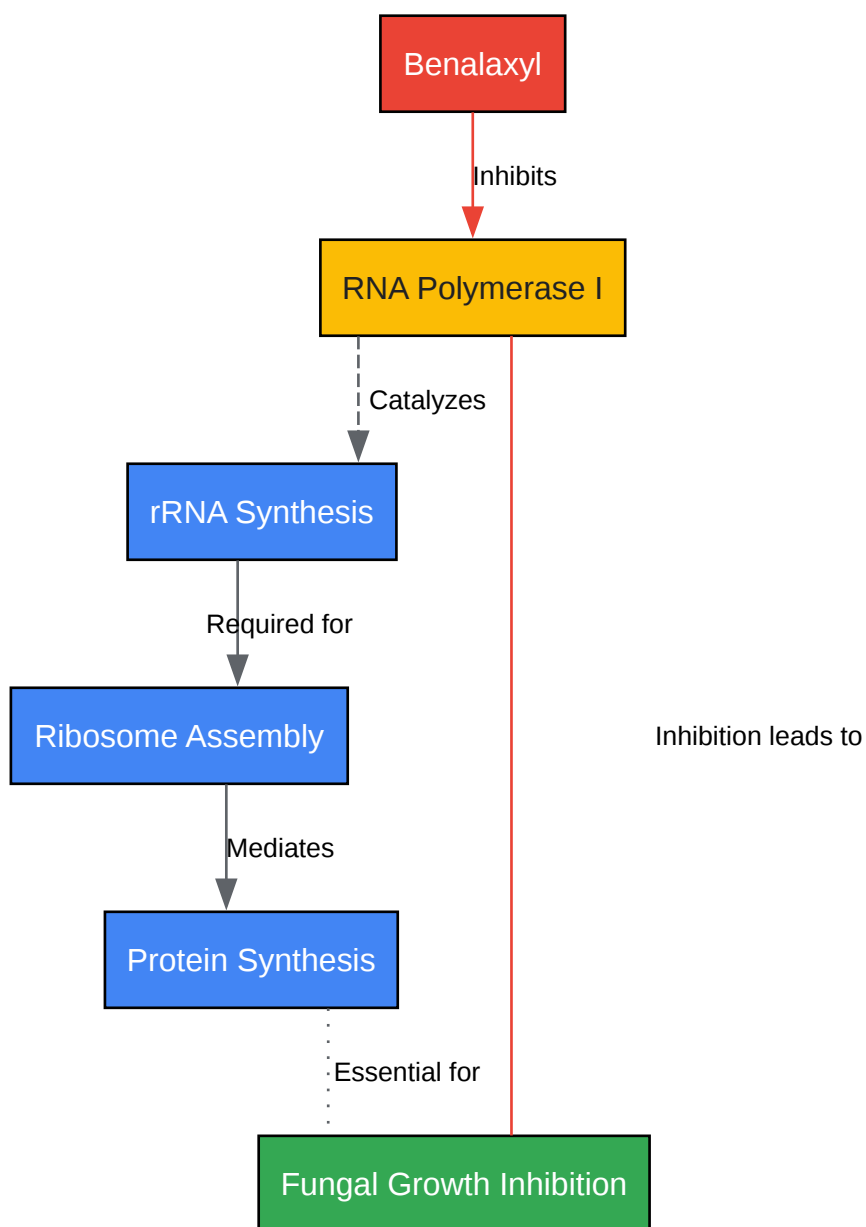 Benalaxyl
Inhibits
RNA Polymerase I
Catalyzes
rRNA Synthesis
Required for
Ribosome Assembly
Inhibition leads to
Mediates
Protein Synthesis
Essential for
Fungal Growth Inhibition